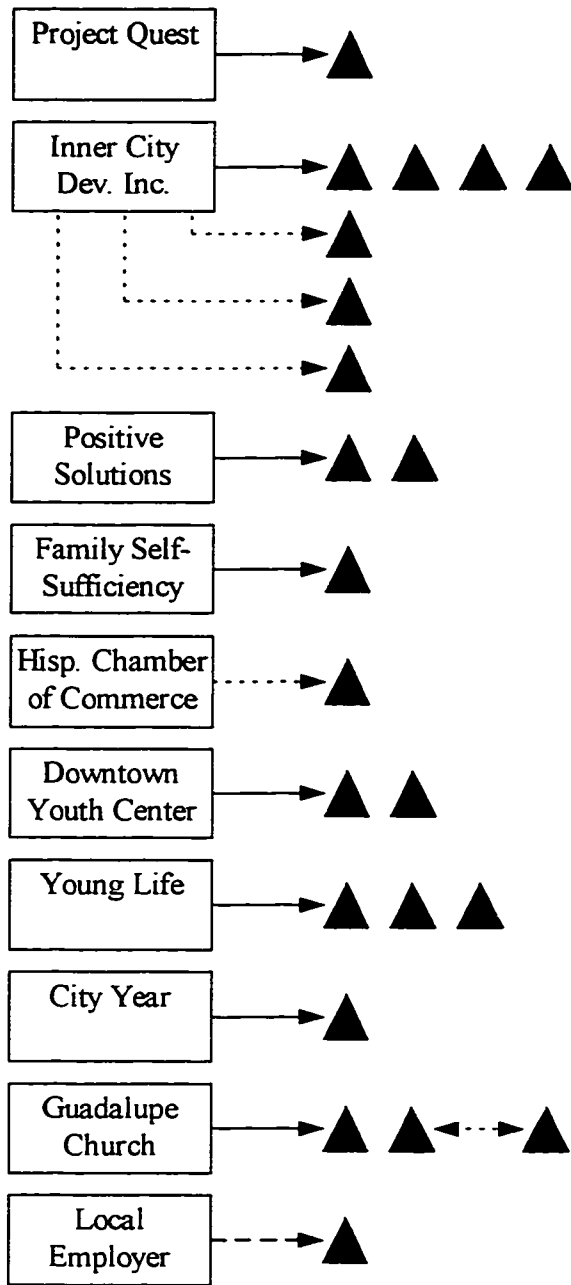 Project Quest
Inner City
Dev. Inc.
Positive
Solutions
Family Self-
Sufficiency
Hisp. Chamber
of Commerce
Downtown
Youth Center
Young Life
City Year
Guadalupe
Church
Local
Employer